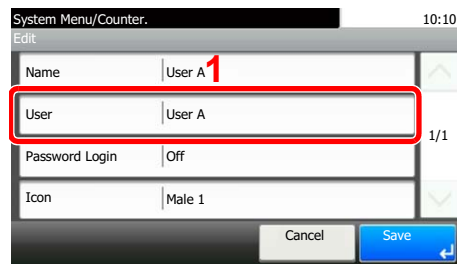 System Menu/Counter. 10:10
Edit
Name User A 1
User User A
1/1
Password Login Off
Icon Male 1
Cancel Save